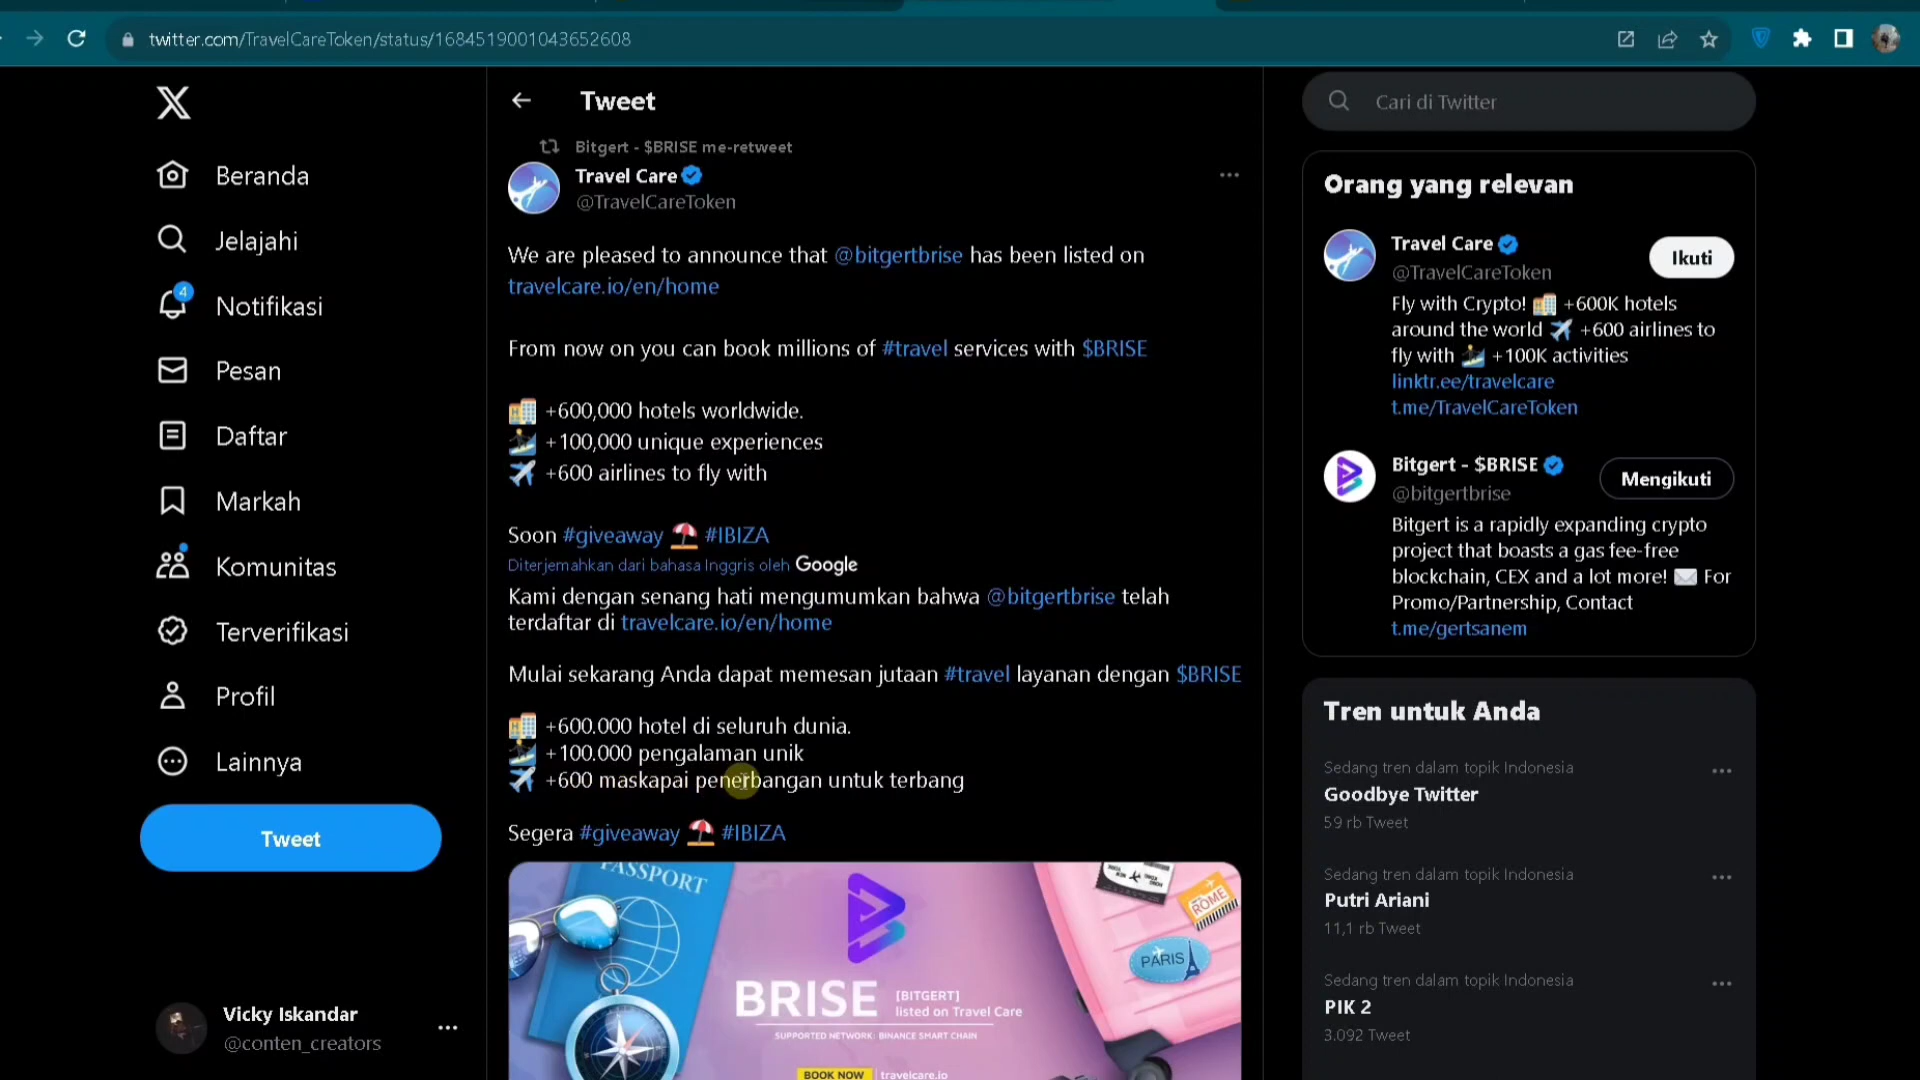 twitter.com/TravelCareToken/status/1684519001043652608
Beranda
Jelajahi
4
Notifikasi
Pesan
Daftar
Markah
Komunitas
Terverifikasi
Profil
Lainnya
Tweet
Vicky Iskandar
@conten_creators
Tweet
Bitgert - $BRISE me-retweet
Travel Care
@TravelCareToken
We are pleased to announce that @bitgertbrise has been listed on
travelcare.io/en/home
From now on you can book millions of #travel services with $BRISE
+600,000 hotels worldwide.
+100,000 unique experiences
+600 airlines to fly with
Soon #giveaway #IBIZA
Diterjemahkan dari bahasa Inggris oleh Google
Kami dengan senang hati mengumumkan bahwa @bitgertbrise telah
terdaftar di travelcare.io/en/home
Mulai sekarang Anda dapat memesan jutaan #travel layanan dengan $BRISE
+600.000 hotel di seluruh dunia.
+100.000 pengalaman unik
+600 maskapai penerbangan untuk terbang
Segera #giveaway #IBIZA
PASSPORT
ROME
PARIS
BRISE [BITGERT]
listed on Travel Care
SUPPORTED NETWORK: BINANCE SMART CHAIN
BOOK NOW travelcare.io
Cari di Twitter
Orang yang relevan
Travel Care
@TravelCareToken
Ikuti
Fly with Crypto! +600K hotels
around the world +600 airlines to
fly with +100K activities
linktr.ee/travelcare
t.me/TravelCareToken
Bitgert - $BRISE
@bitgertbrise
Mengikuti
Bitgert is a rapidly expanding crypto
project that boasts a gas fee-free
blockchain, CEX and a lot more! For
Promo/Partnership, Contact
t.me/gertsanem
Tren untuk Anda
Sedang tren dalam topik Indonesia
Goodbye Twitter
59 rb Tweet
Sedang tren dalam topik Indonesia
Putri Ariani
11,1 rb Tweet
Sedang tren dalam topik Indonesia
PIK 2
3.092 Tweet